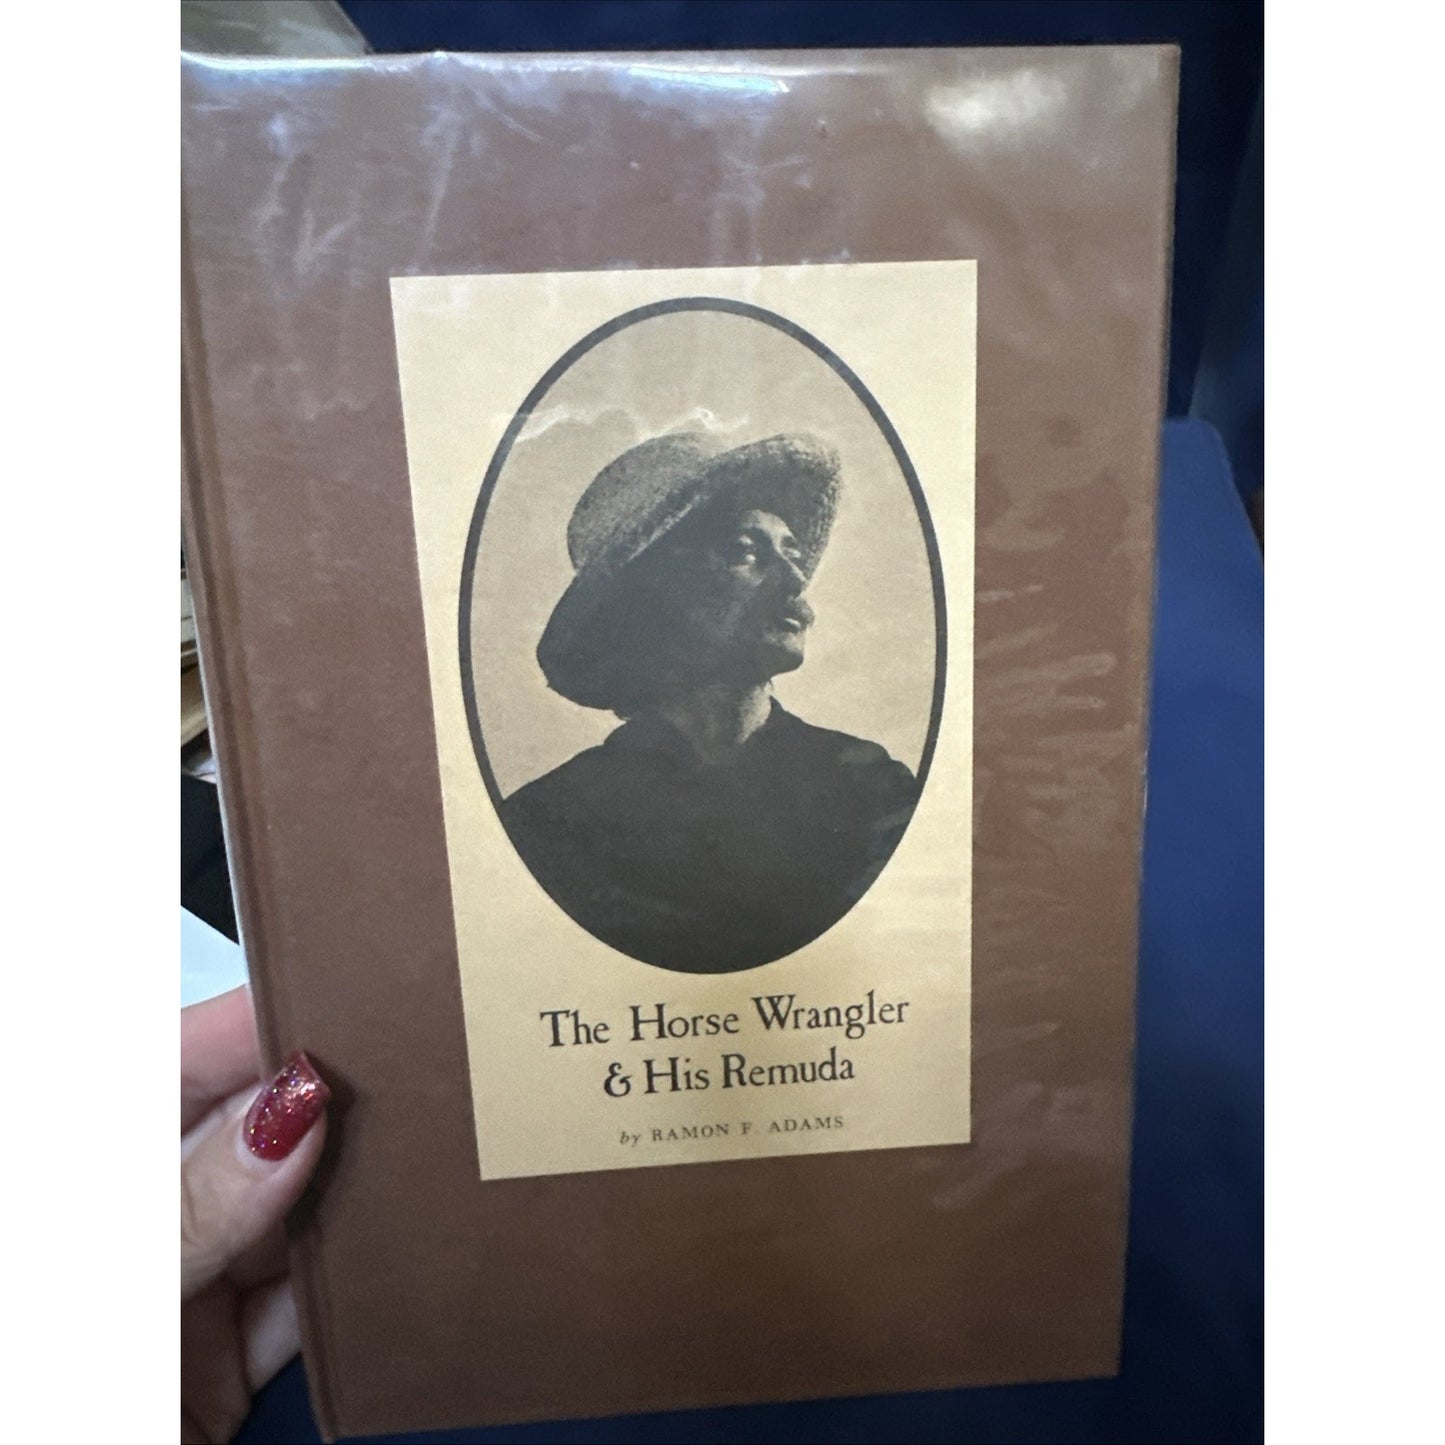 The Horse Wrangler
& His Remuda
by RAMON F. ADAMS